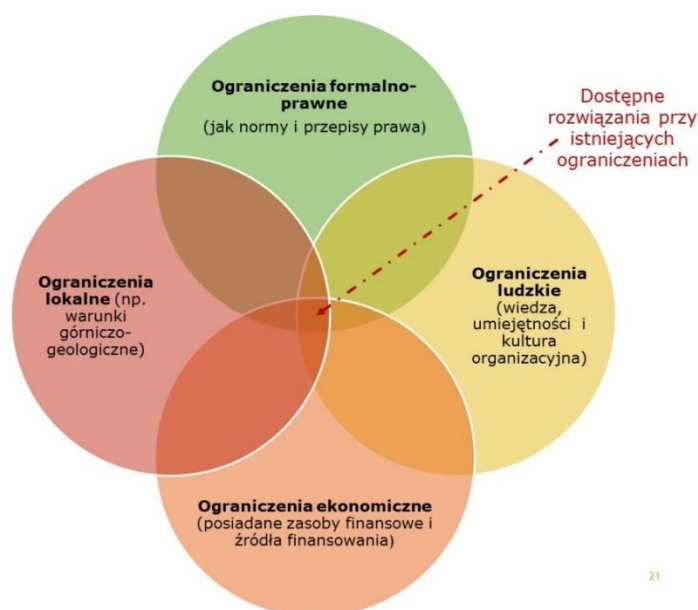 Ograniczenia formalno-
prawne
(jak normy i przepisy prawa)
Dostępne
rozwiązania przy
istniejących
ograniczeniach
Ograniczenia
lokalne (np.
warunki
górniczo-
geologiczne)
Ograniczenia
ludzkie
(wiedza,
umiejętności i
kultura
organizacyjna)
Ograniczenia ekonomiczne
(posiadane zasoby finansowe i
źródła finansowania)
21